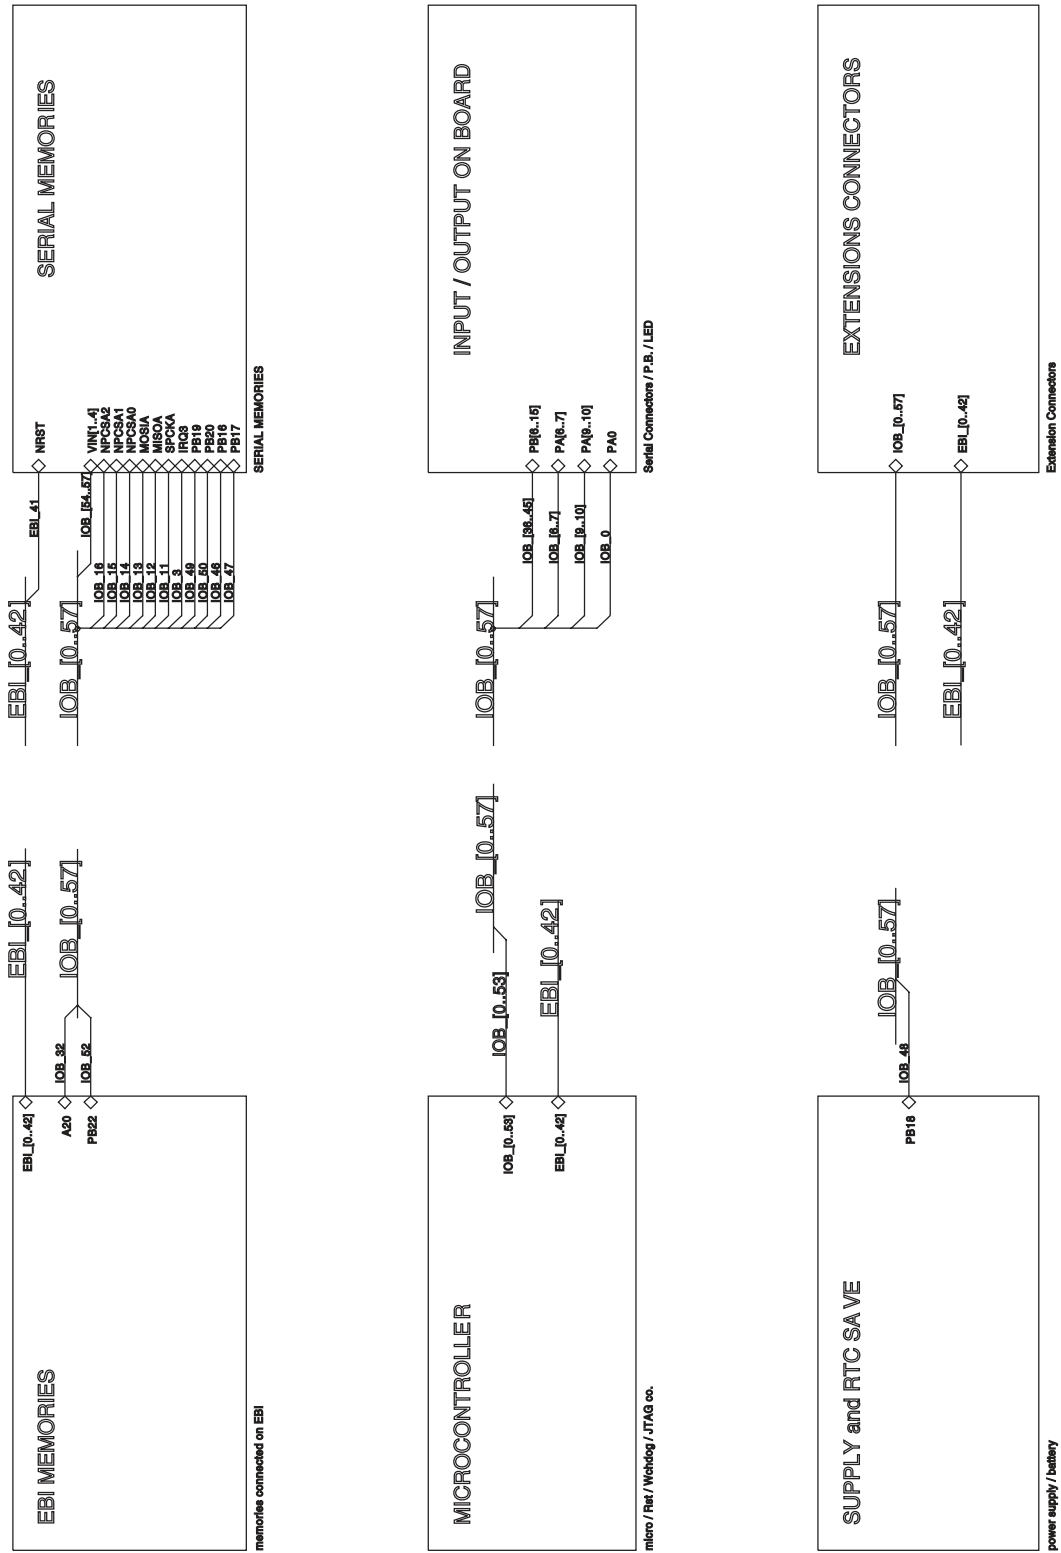 EBI MEMORIES
memories connected on EBI
EBI_[0..42]
A20
PB22
IOB_32
IOB_52
EBI_[0..42]
IOB_[0..57]
EBI_[0..42]
IOB_[0..57]
EBI_41
IOB_[54..57]
IOB_16
IOB_15
IOB_14
IOB_13
IOB_12
IOB_11
IOB_3
IOB_49
IOB_50
IOB_46
IOB_47
NRST
VIN[1..4]
NPCSA2
NPCSA1
NPCSA0
MOSIA
MISOA
SPCKA
IRQ3
PB19
PB20
PB16
PB17
SERIAL MEMORIES
SERIAL MEMORIES
MICROCONTROLLER
micro / Rst / Wchdog / JTAG co.
IOB_[0..53]
EBI_[0..42]
IOB_[0..53]
IOB_[0..57]
EBI_[0..42]
IOB_[0..57]
IOB_[36..45]
IOB_[6..7]
IOB_[9..10]
IOB_0
PB[6..15]
PA[6..7]
PA[9..10]
PA0
INPUT / OUTPUT ON BOARD
Serial Connectors / P.B. / LED
SUPPLY and RTC SAVE
power supply / battery
PB18
IOB_48
IOB_[0..57]
IOB_[0..57]
EBI_[0..42]
IOB_[0..57]
EBI_[0..42]
EXTENSIONS CONNECTORS
Extension Connectors